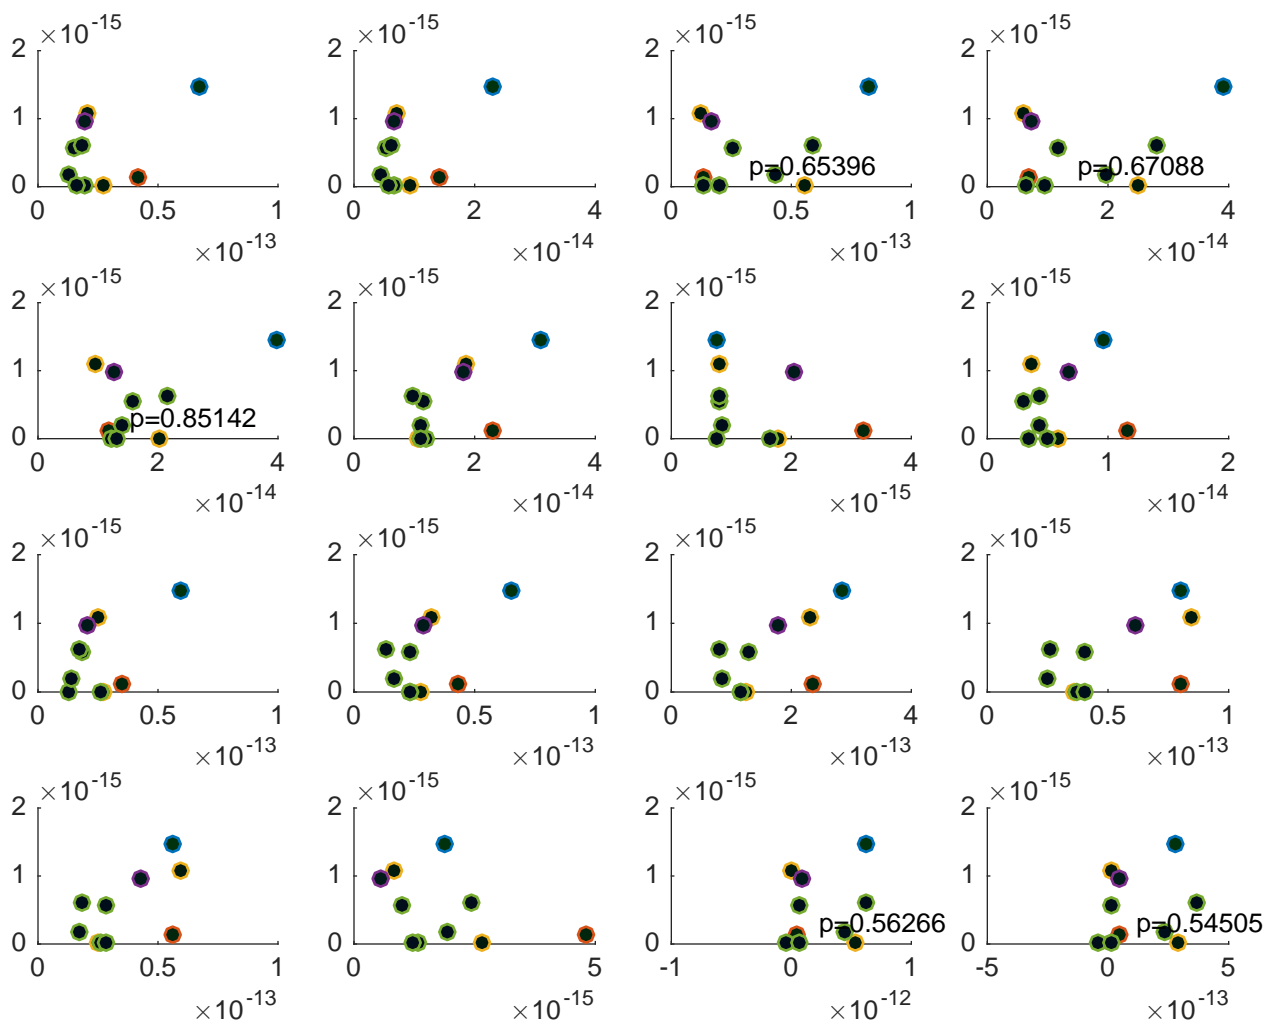 ×10-15 ×10-15 ×10-15 ×10-15
2 2 2 2
1 1 1 1
p=0.65396 p=0.67088
0 0 0 0
0 0.5 1 0 2 4 0 0.5 1 0 2 4
×10-13 ×10-14 ×10-13 ×10-14
×10-15 ×10-15 ×10-15 ×10-15
2 2 2 2
1 1 1 1
p=0.85142
0 0 0 0
0 2 4 0 2 4 0 2 4 0 1 2
×10-14 ×10-14 ×10-15 ×10-14
×10-15 ×10-15 ×10-15 ×10-15
2 2 2 2
1 1 1 1
0 0 0 0
0 0.5 1 0 0.5 1 0 2 4 0 0.5 1
×10-13 ×10-13 ×10-13 ×10-13
×10-15 ×10-15 ×10-15 ×10-15
2 2 2 2
1 1 1 1
p=0.56266 p=0.54505
0 0 0 0
0 0.5 1 0 5 -1 0 1 -5 0 5
×10-13 ×10-15 ×10-12 ×10-13